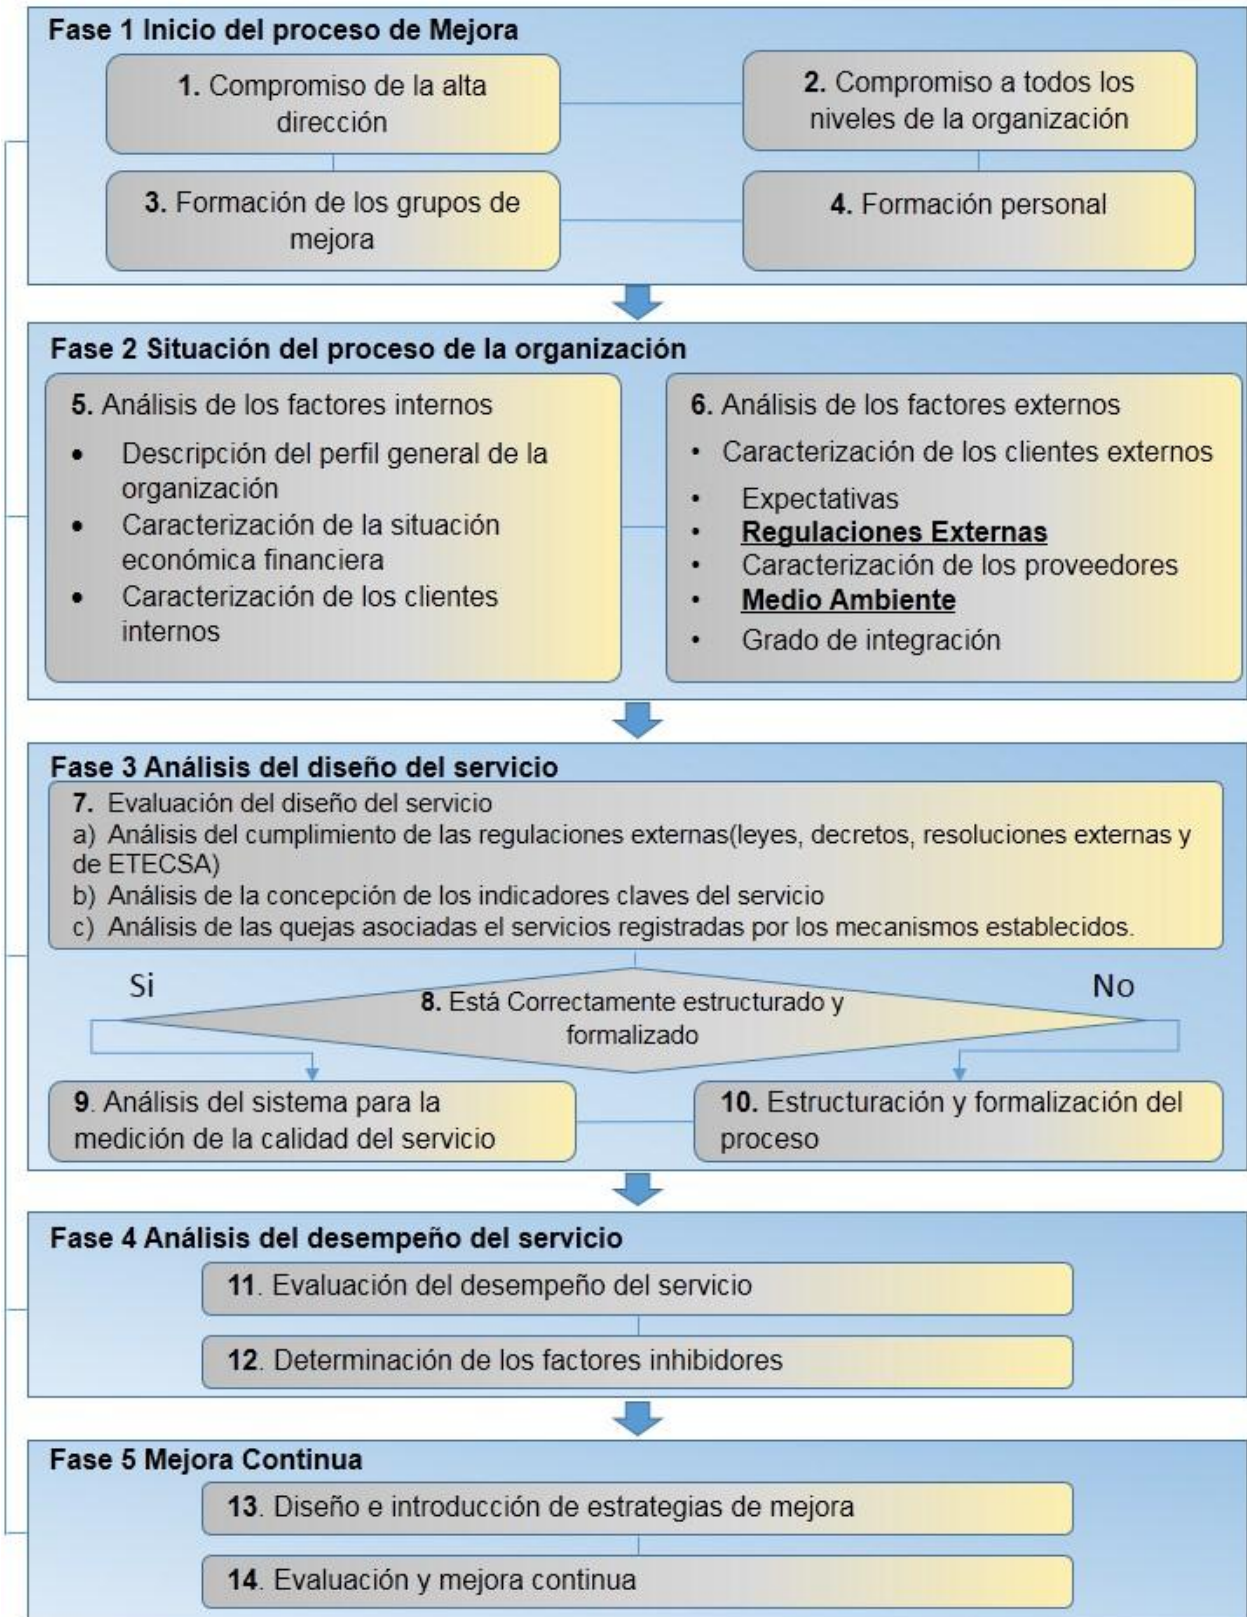 Fase 1 Inicio del proceso de Mejora
1. Compromiso de la alta
dirección
2. Compromiso a todos los
niveles de la organización
3. Formación de los grupos de
mejora
4. Formación personal
Fase 2 Situación del proceso de la organización
5. Análisis de los factores internos
• Descripción del perfil general de la
organización
• Caracterización de la situación
económica financiera
• Caracterización de los clientes
internos
6. Análisis de los factores externos
• Caracterización de los clientes externos
• Expectativas
• Regulaciones Externas
• Caracterización de los proveedores
• Medio Ambiente
• Grado de integración
Fase 3 Análisis del diseño del servicio
7. Evaluación del diseño del servicio
a) Análisis del cumplimiento de las regulaciones externas(leyes, decretos, resoluciones externas y
de ETECSA)
b) Análisis de la concepción de los indicadores claves del servicio
c) Análisis de las quejas asociadas el servicios registradas por los mecanismos establecidos.
Si
8. Está Correctamente estructurado y
formalizado
No
9. Análisis del sistema para la
medición de la calidad del servicio
10. Estructuración y formalización del
proceso
Fase 4 Análisis del desempeño del servicio
11. Evaluación del desempeño del servicio
12. Determinación de los factores inhibidores
Fase 5 Mejora Continua
13. Diseño e introducción de estrategias de mejora
14. Evaluación y mejora continua